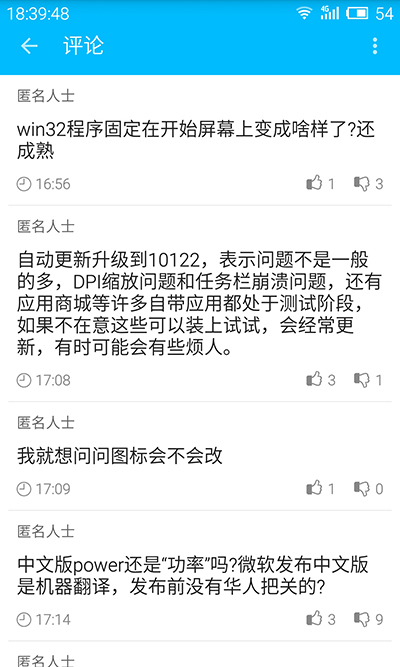 18:39:48 4G 54
评论
匿名人士
win32程序固定在开始屏幕上变成啥样了?还
成熟
16:56 1 3
匿名人士
自动更新升级到10122，表示问题不是一般
的多，DPI缩放问题和任务栏崩溃问题，还有
应用商城等许多自带应用都处于测试阶段，
如果不在意这些可以装上试试，会经常更
新，有时可能会有些烦人。
17:08 3 1
匿名人士
我就想问问图标会不会改
17:09 1 0
匿名人士
中文版power还是“功率”吗?微软发布中文版
是机器翻译，发布前没有华人把关的?
17:14 3 9
匿名人士